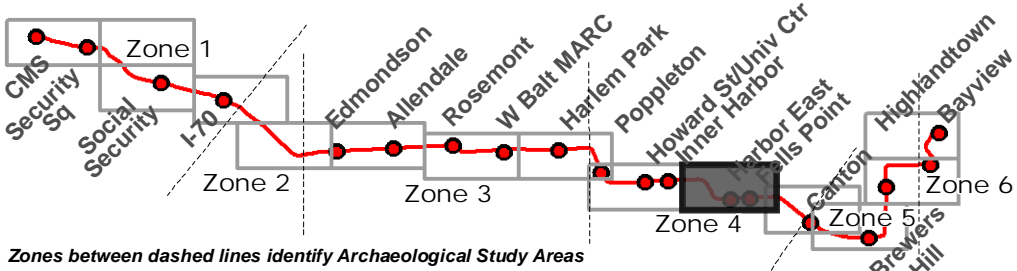 Zone 1
CMS
Security
Sq
Social
Security
I-70
Zone 2
Edmondson
Allendale
Rosemont
W Balt MARC
Harlem Park
Zone 3
Poppleton
Howard St/Univ Ctr
Inner Harbor
Harbor East
Fells Point
Zone 4
Canton
Zone 5
Brewers
Hill
Highlandtown
Bayview
Zone 6
Zones between dashed lines identify Archaeological Study Areas